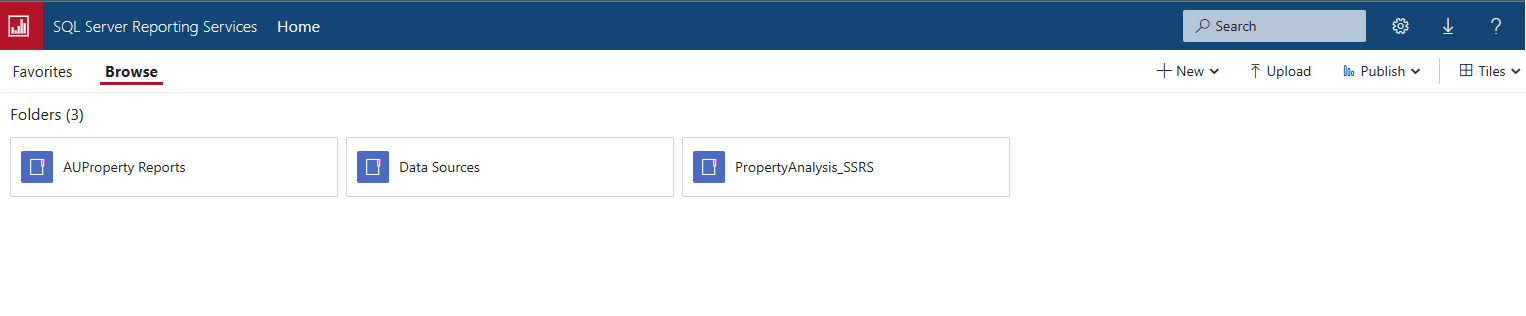 SQL Server Reporting Services Home Search
Favorites Browse New Upload Publish Tiles
Folders (3)
AUProperty Reports Data Sources PropertyAnalysis_SSRS